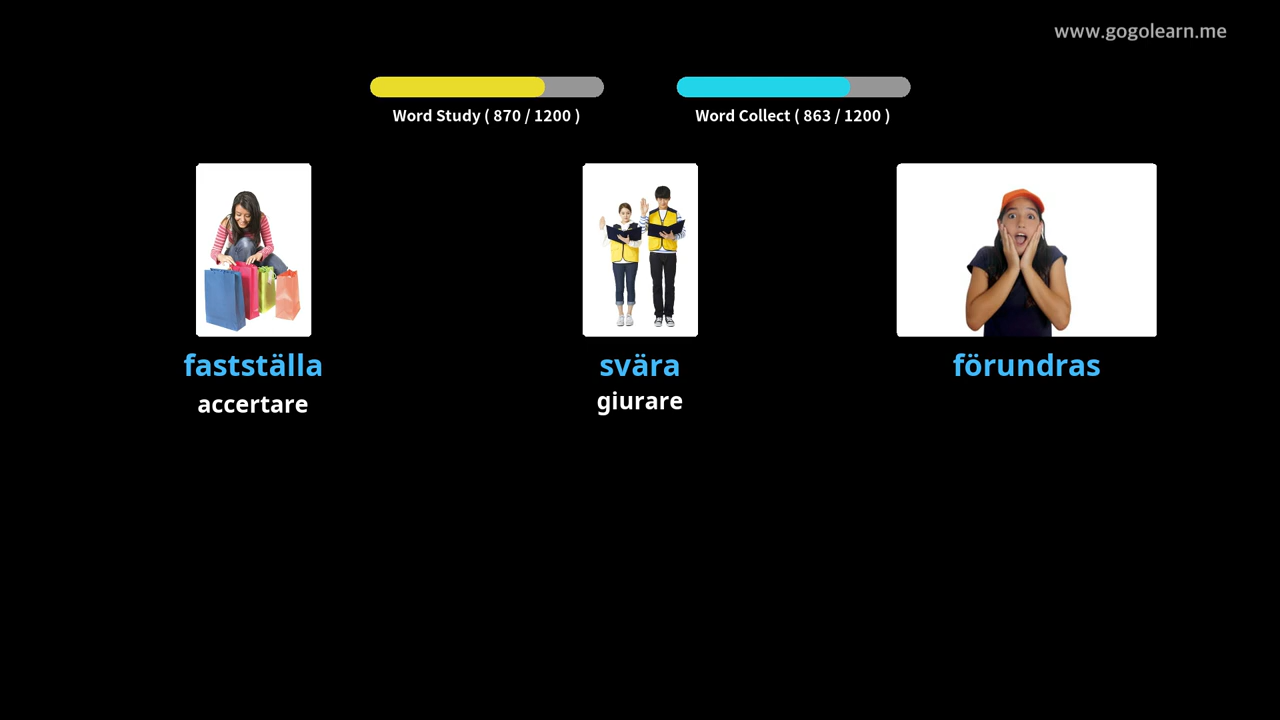 www.gogolearn.me
Word Study ( 870 / 1200 )
Word Collect ( 863 / 1200 )
fastställa
svära
förundras
accertare
giurare